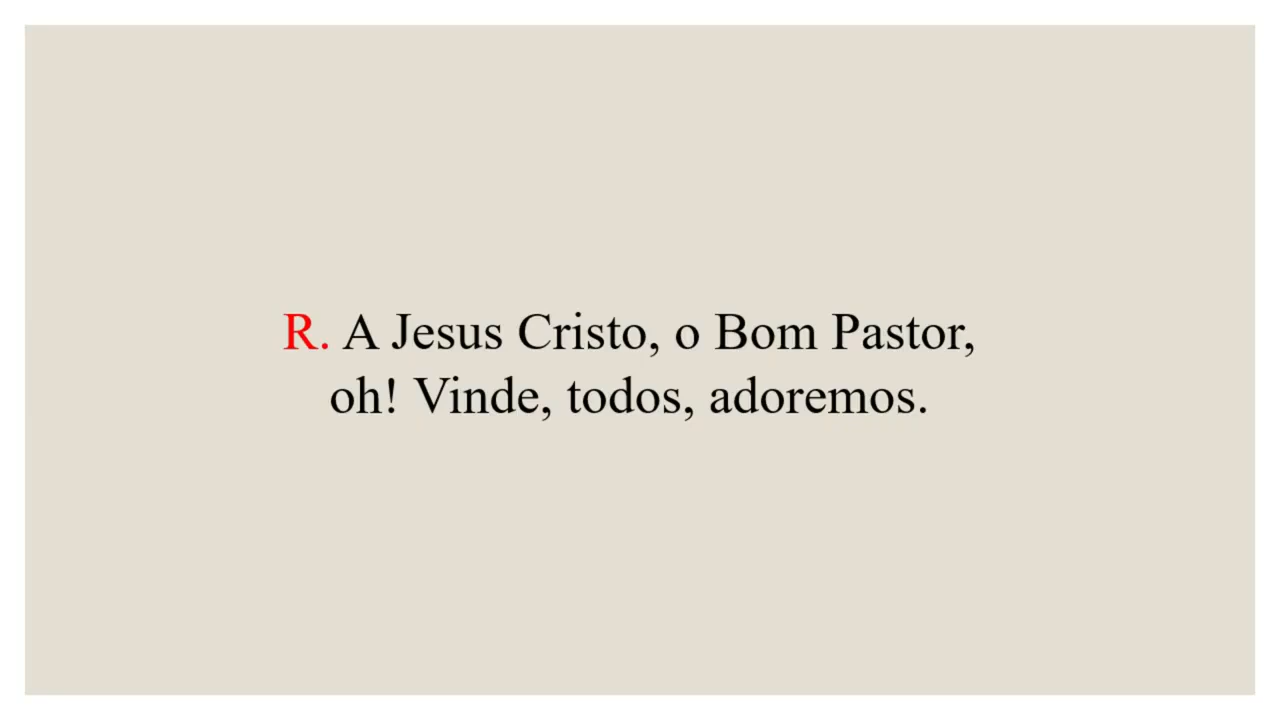 R. A Jesus Cristo, o Bom Pastor,
oh! Vinde, todos, adoremos.